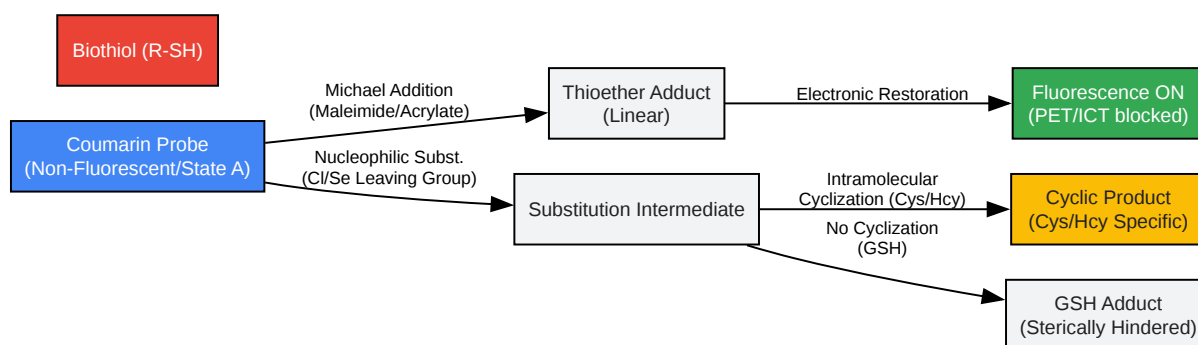 Biothiol (R-SH)
Coumarin Probe
(Non-Fluorescent/State A)
Michael Addition
(Maleimide/Acrylate)
Nucleophilic Subst.
(Cl/Se Leaving Group)
Thioether Adduct
(Linear)
Substitution Intermediate
Electronic Restoration
Intramolecular
Cyclization (Cys/Hcy)
No Cyclization
(GSH)
Fluorescence ON
(PET/ICT blocked)
Cyclic Product
(Cys/Hcy Specific)
GSH Adduct
(Sterically Hindered)